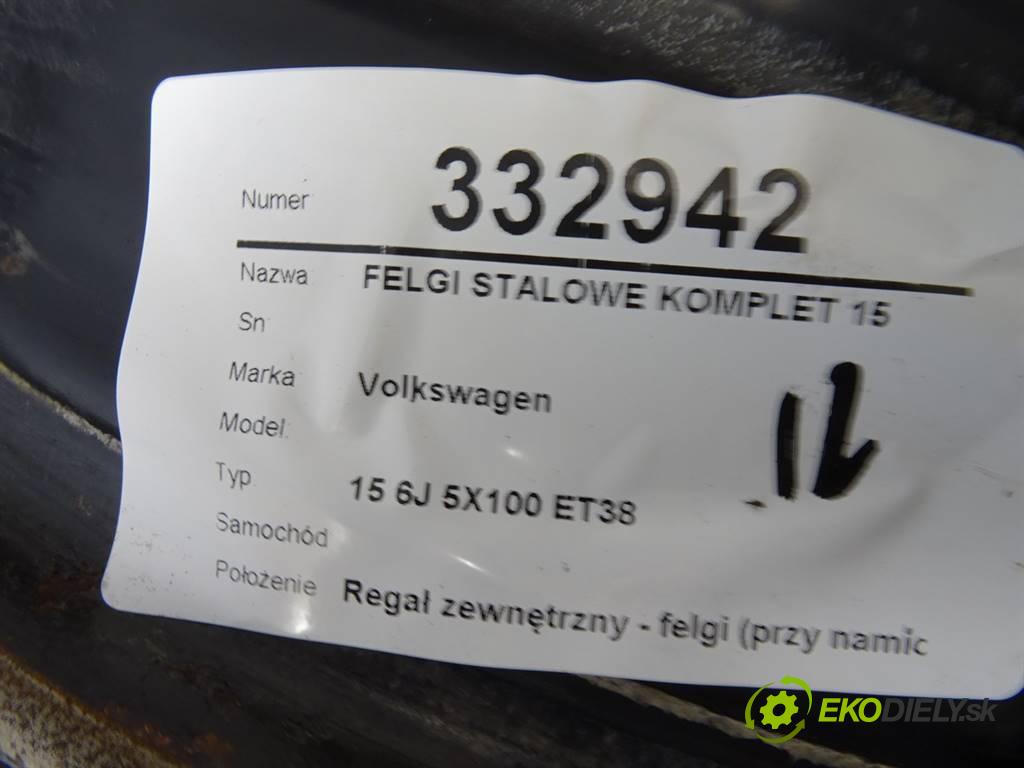 Numer 332942
Nazwa FELGI STALOWE KOMPLET 15
Sn
Marka Volkswagen
Model
Typ 15 6J 5X100 ET38
Samochód
Położenie Regał zewnętrzny - felgi (przy namic
12
EKODIELY.sk